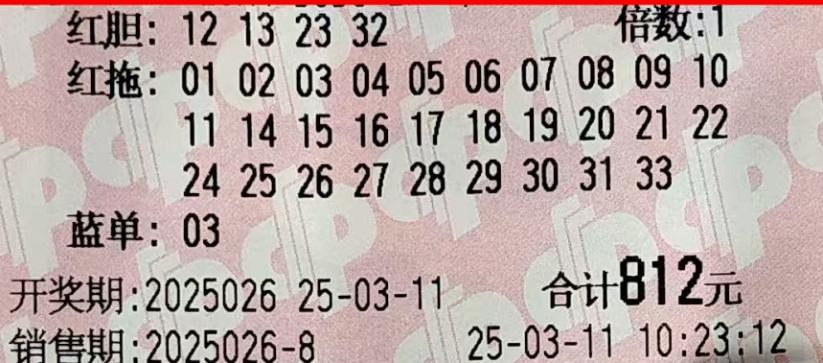 红胆: 12 13 23 32 倍数:1
红拖: 01 02 03 04 05 06 07 08 09 10
11 14 15 16 17 18 19 20 21 22
24 25 26 27 28 29 30 31 33
蓝单: 03
开奖期:2025026 25-03-11 合计812元
销售期:2025026-8 25-03-11 10:23:12